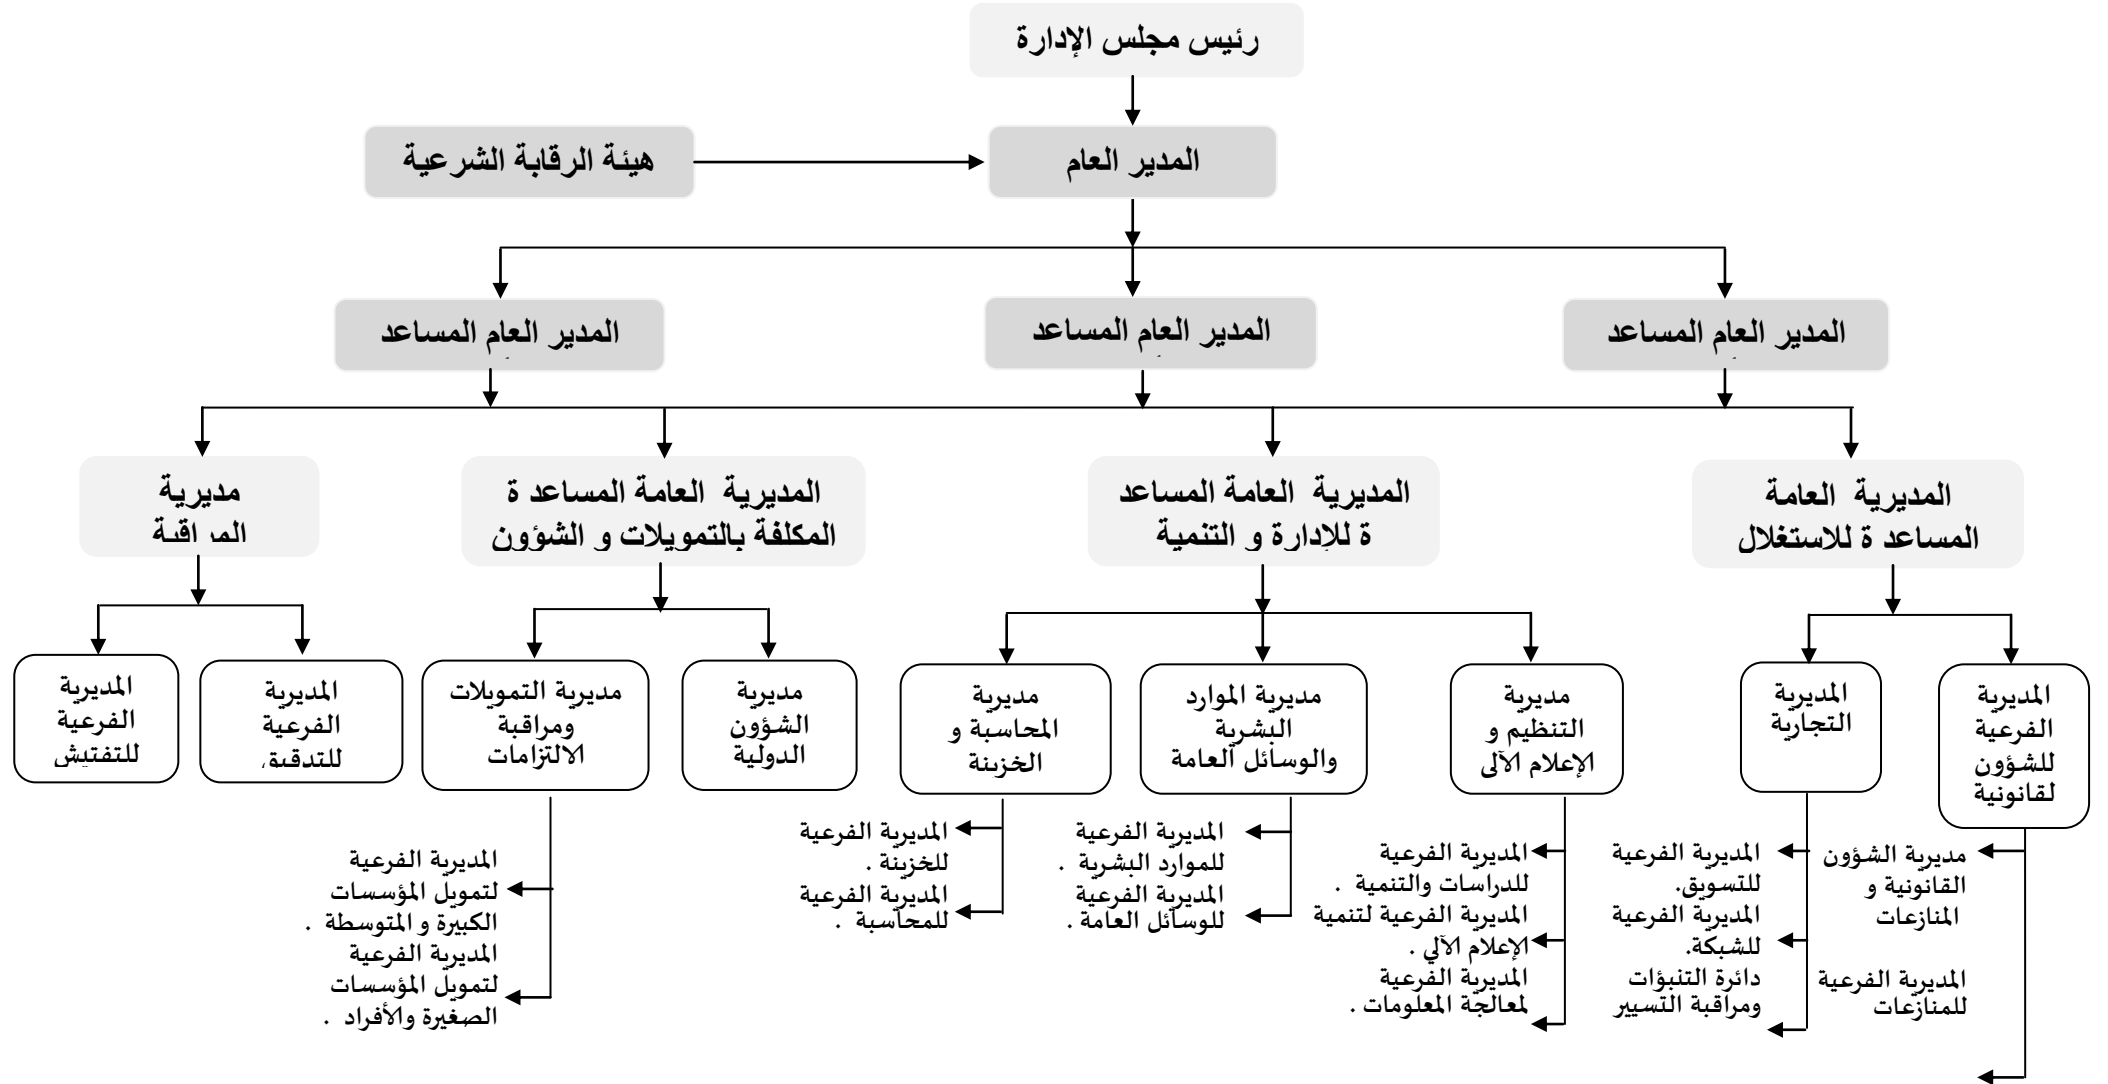 رئيس مجلس الإدارة
المدير العام
هيئة الرقابة الشرعية
المدير العام المساعد
المدير العام المساعد
المدير العام المساعد
المديرية العامة
المساعد ة للاستغلال
المديرية العامة المساعد
ة للإدارة و التنمية
المديرية العامة المساعد ة
المكلفة بالتمويلات و الشؤون
مديرية
المراقبة
المديرية
الفرعية
للشؤون
لقانونية
المديرية
التجارية
مديرية
التنظيم و
الإعلام الآلي
مديرية الموارد
البشرية
والوسائل العامة
مديرية
المحاسبة و
الخزينة
مديرية
الشؤون
الدولية
مديرية التمويلات
ومراقبة
الالتزامات
المديرية
الفرعية
للتدقيق
المديرية
الفرعية
للتفتيش
مديرية الشؤون
القانونية و
المنازعات
المديرية الفرعية
للمنازعات
المديرية الفرعية
للتسويق.
المديرية الفرعية
للشبكة.
دائرة التنبؤات
ومراقبة التسيير
المديرية الفرعية
للدراسات والتنمية .
المديرية الفرعية لتنمية
الإعلام الآلي .
المديرية الفرعية
لمعالجة المعلومات .
المديرية الفرعية
للموارد البشرية .
المديرية الفرعية
للوسائل العامة .
المديرية الفرعية
للخزينة .
المديرية الفرعية
للمحاسبة .
المديرية الفرعية
لتمويل المؤسسات
الكبيرة و المتوسطة .
المديرية الفرعية
لتمويل المؤسسات
الصغيرة والأفراد .